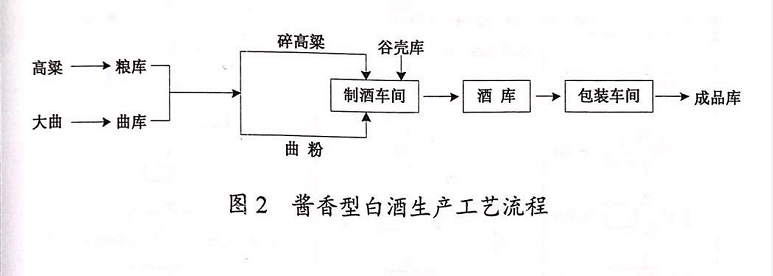 碎高梁
谷壳库
高粱 粮库
制酒车间 酒 库 包装车间 成品库
大曲 曲库
曲 粉
图2 酱香型白酒生产工艺流程